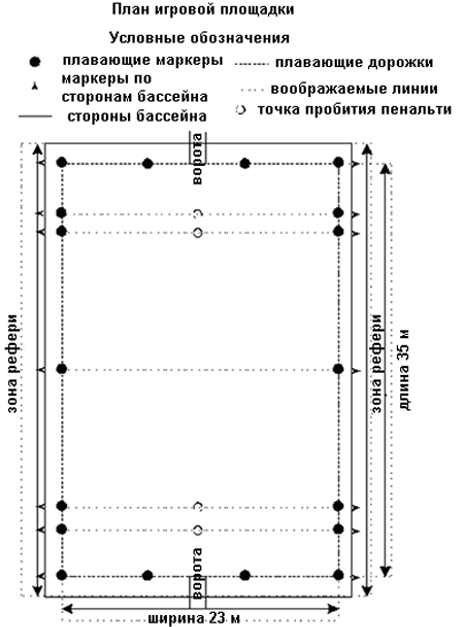 План игровой площадки
Условные обозначения
плавающие маркеры
плавающие дорожки
маркеры по
сторонам бассейна
воображаемые линии
стороны бассейна
точка пробития пенальти
ворота
зона рефери
зона рефери
длина 35 м
ворота
ширина 23 м